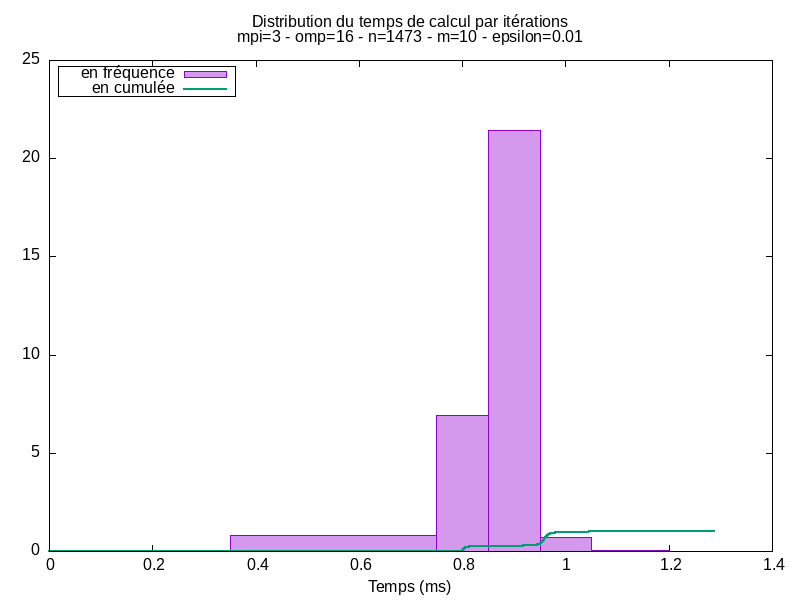 Distribution du temps de calcul par itérations
mpi=3 - omp=16 - n=1473 - m=10 - epsilon=0.01
25
en fréquence
en cumulée
20
15
10
5
0
0 0.2 0.4 0.6 0.8 1 1.2 1.4
Temps (ms)